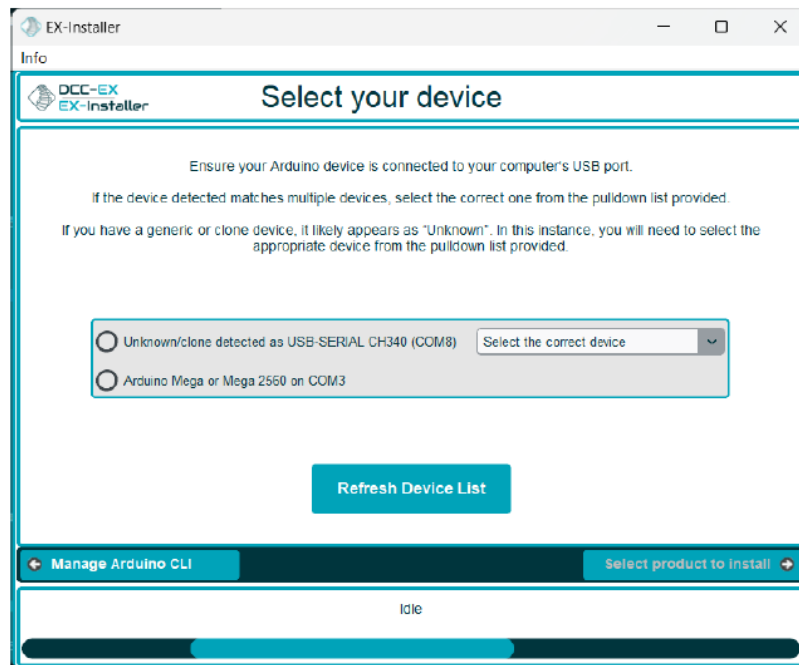 EX-Installer
Info
DCC-EX
EX-Installer
Select your device
Ensure your Arduino device is connected to your computer's USB port.
If the device detected matches multiple devices, select the correct one from the pulldown list provided.
If you have a generic or clone device, it likely appears as "Unknown". In this instance, you will need to select the
appropriate device from the pulldown list provided.
Unknown/clone detected as USB-SERIAL CH340 (COM8)
Select the correct device
Arduino Mega or Mega 2560 on COM3
Refresh Device List
Manage Arduino CLI
Select product to install
Idle